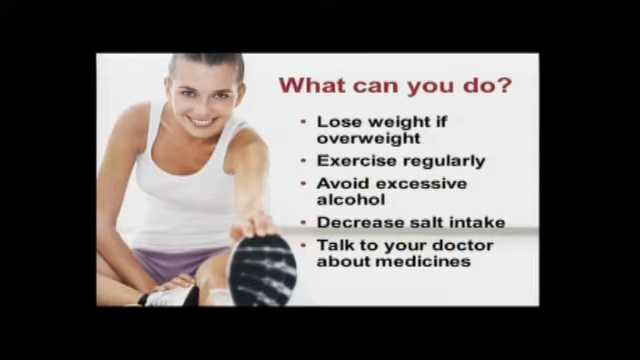 What can you do?
• Lose weight if
overweight
• Exercise regularly
• Avoid excessive
alcohol
• Decrease salt intake
• Talk to your doctor
about medicines